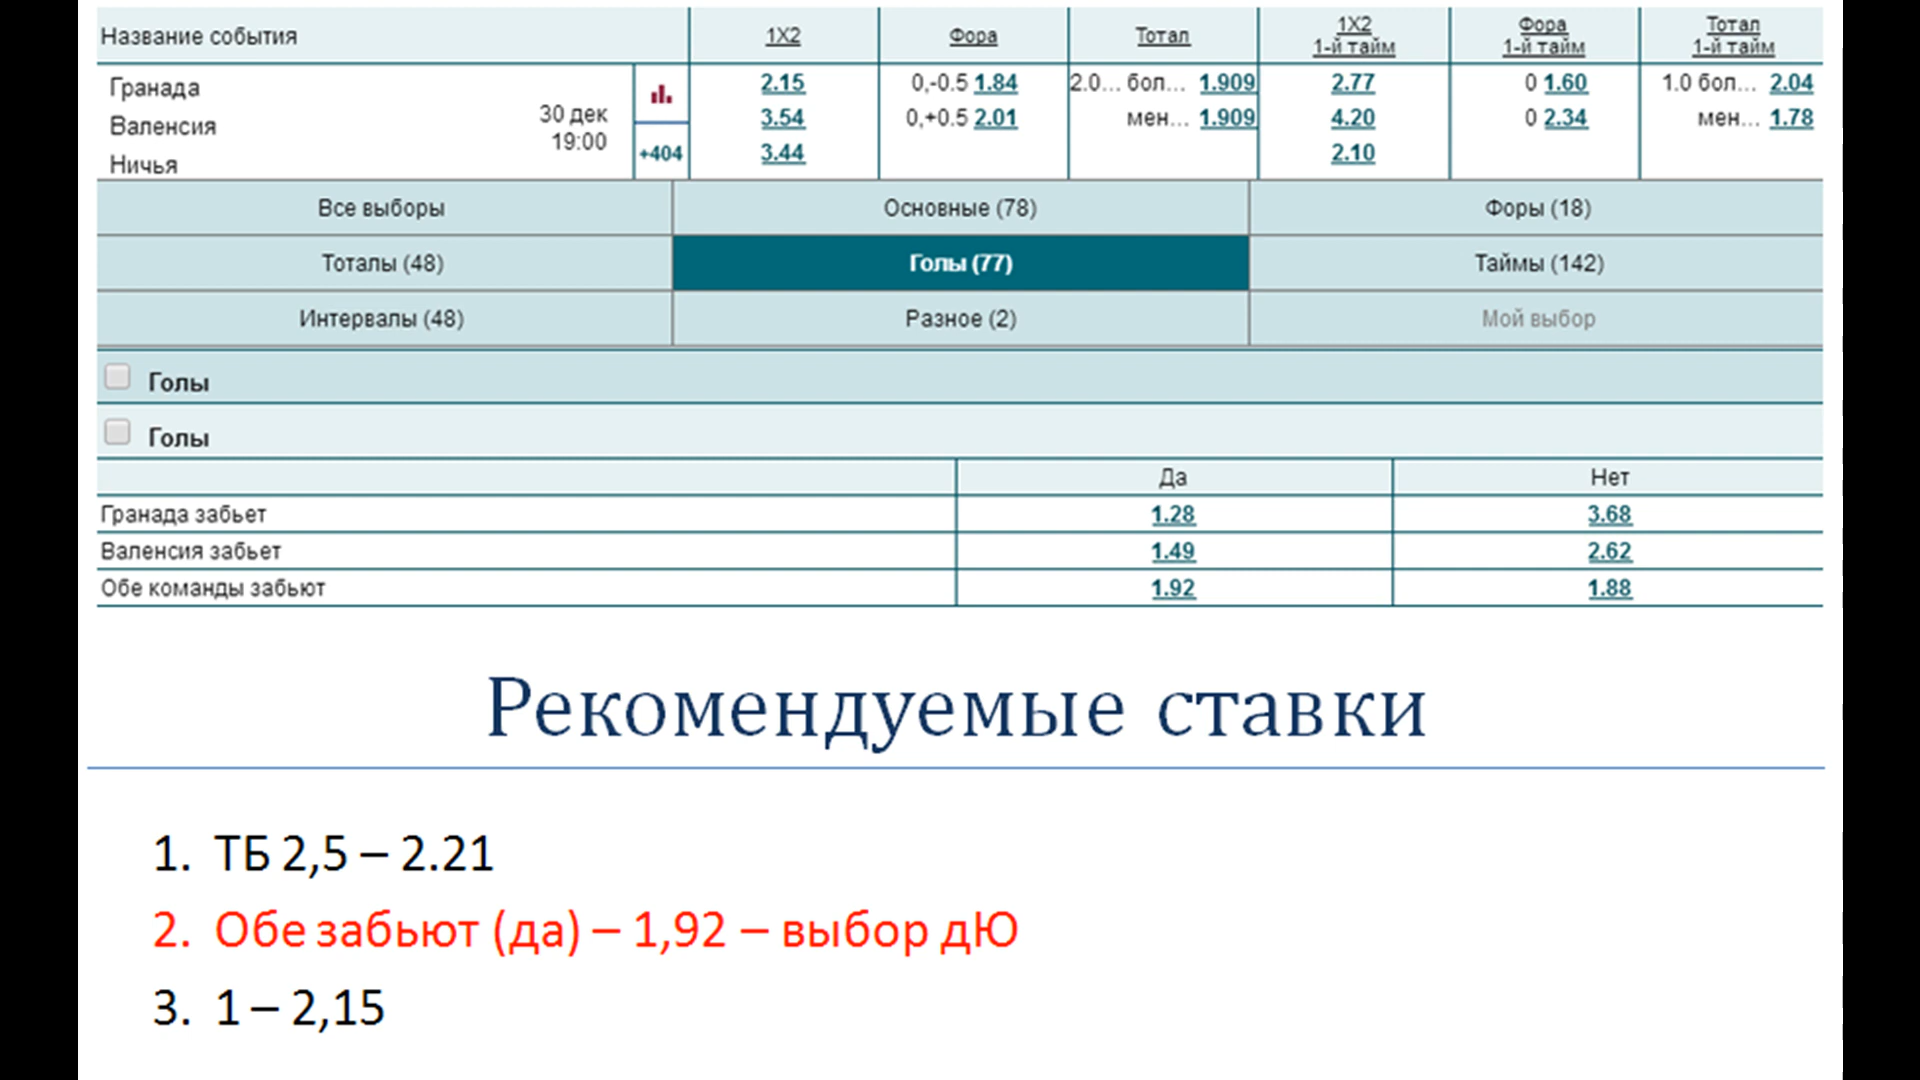 Название события 1X2 Фора Тотал 1X2 1-й тайм Фора 1-й тайм Тотал 1-й тайм
Гранада 2.15 0,-0.5 1.84 2.0... бол... 1.909 2.77 0 1.60 1.0 бол... 2.04
Валенсия 30 дек 19:00 3.54 0,+0.5 2.01 мен... 1.909 4.20 0 2.34 мен... 1.78
Ничья +404 3.44 2.10
Все выборы Основные (78) Форы (18)
Тоталы (48) Голы (77) Таймы (142)
Интервалы (48) Разное (2) Мой выбор
Голы
Голы
Да Нет
Гранада забьет 1.28 3.68
Валенсия забьет 1.49 2.62
Обе команды забьют 1.92 1.88
Рекомендуемые ставки
1. ТБ 2,5 – 2.21
2. Обе забьют (да) – 1,92 – выбор дЮ
3. 1 – 2,15